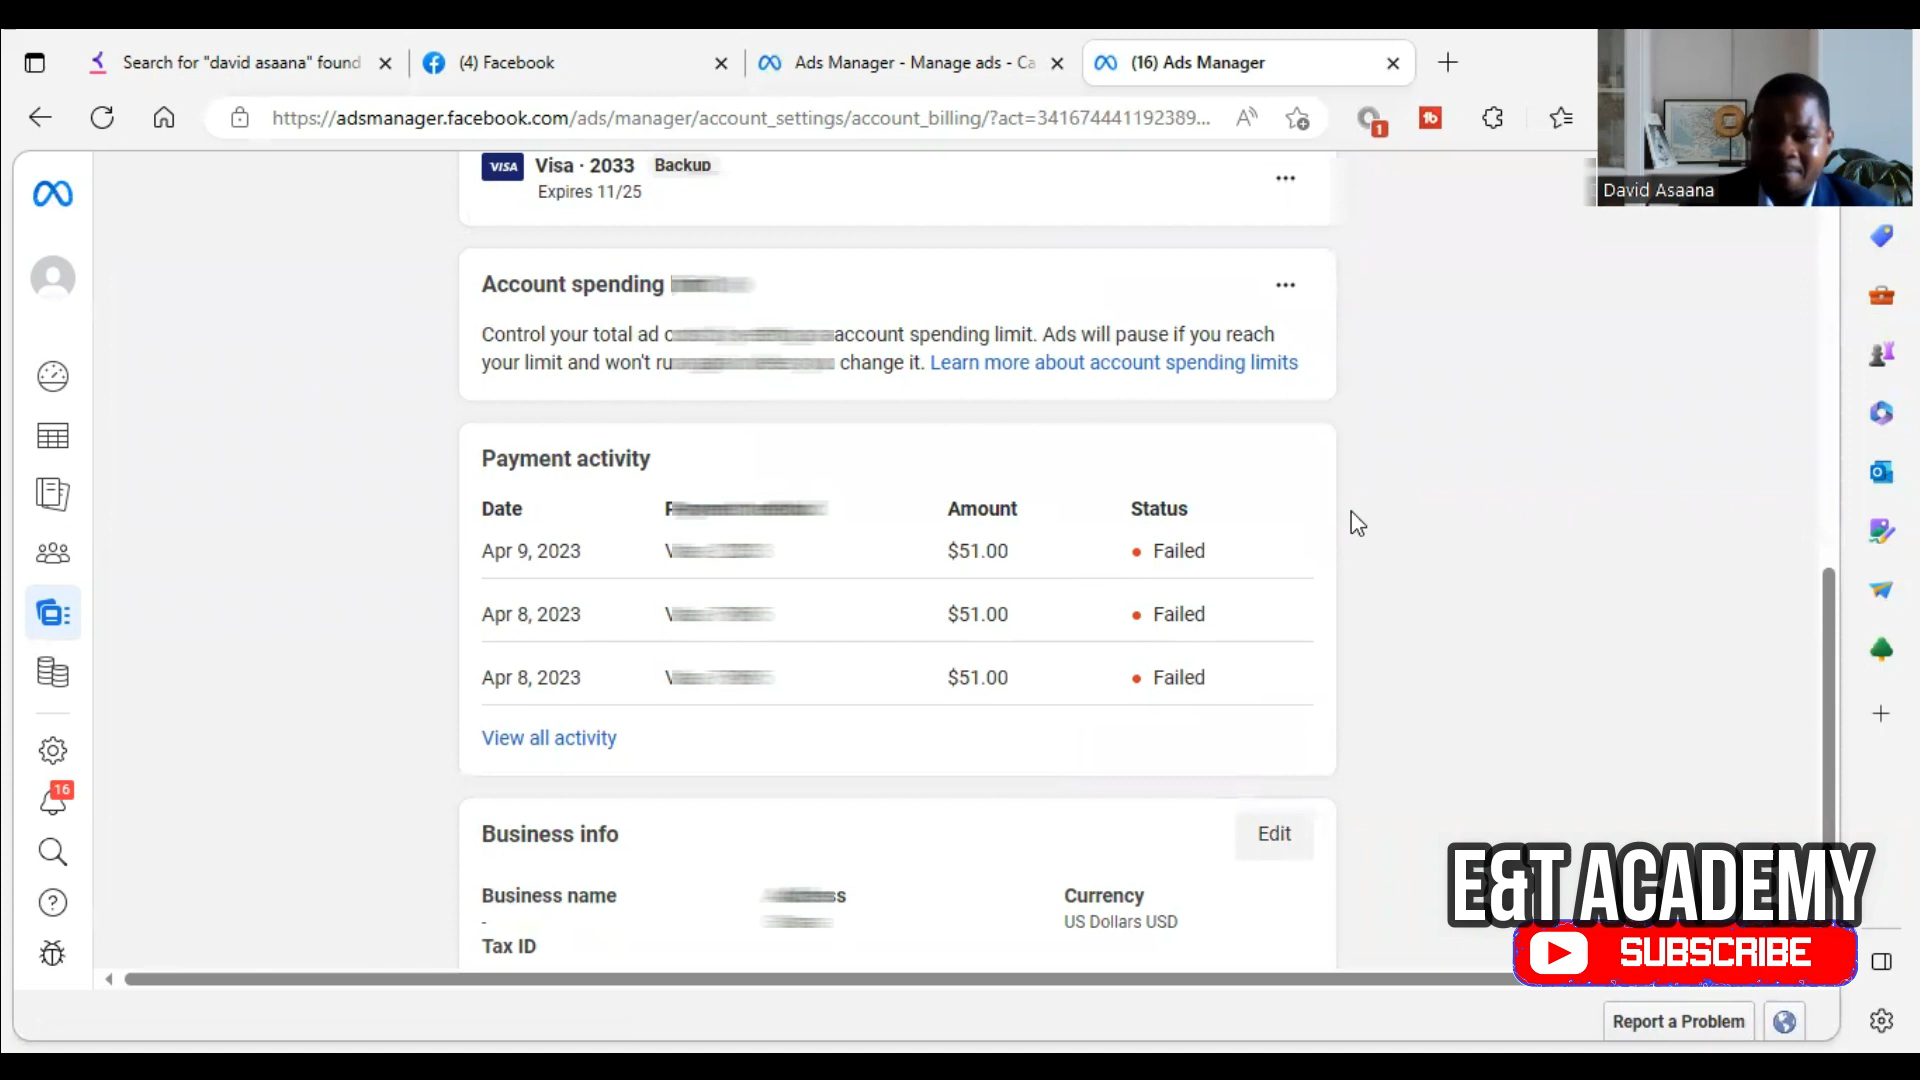 Search for "david asaana" found
(4) Facebook
Ads Manager - Manage ads - Ca
(16) Ads Manager
https://adsmanager.facebook.com/ads/manager/account_settings/account_billing/?act=341674441192389...
A
1
tb
David Asaana
VISA
Visa · 2033
Backup
Expires 11/25
Account spending
Control your total ad
account spending limit. Ads will pause if you reach
your limit and won't
change it. Learn more about account spending limits
Payment activity
Date
Amount
Status
Apr 9, 2023
$51.00
Failed
Apr 8, 2023
$51.00
Failed
Apr 8, 2023
$51.00
Failed
View all activity
16
Business info
Edit
Business name
Currency
-
US Dollars USD
Tax ID
E&T ACADEMY
SUBSCRIBE
Report a Problem